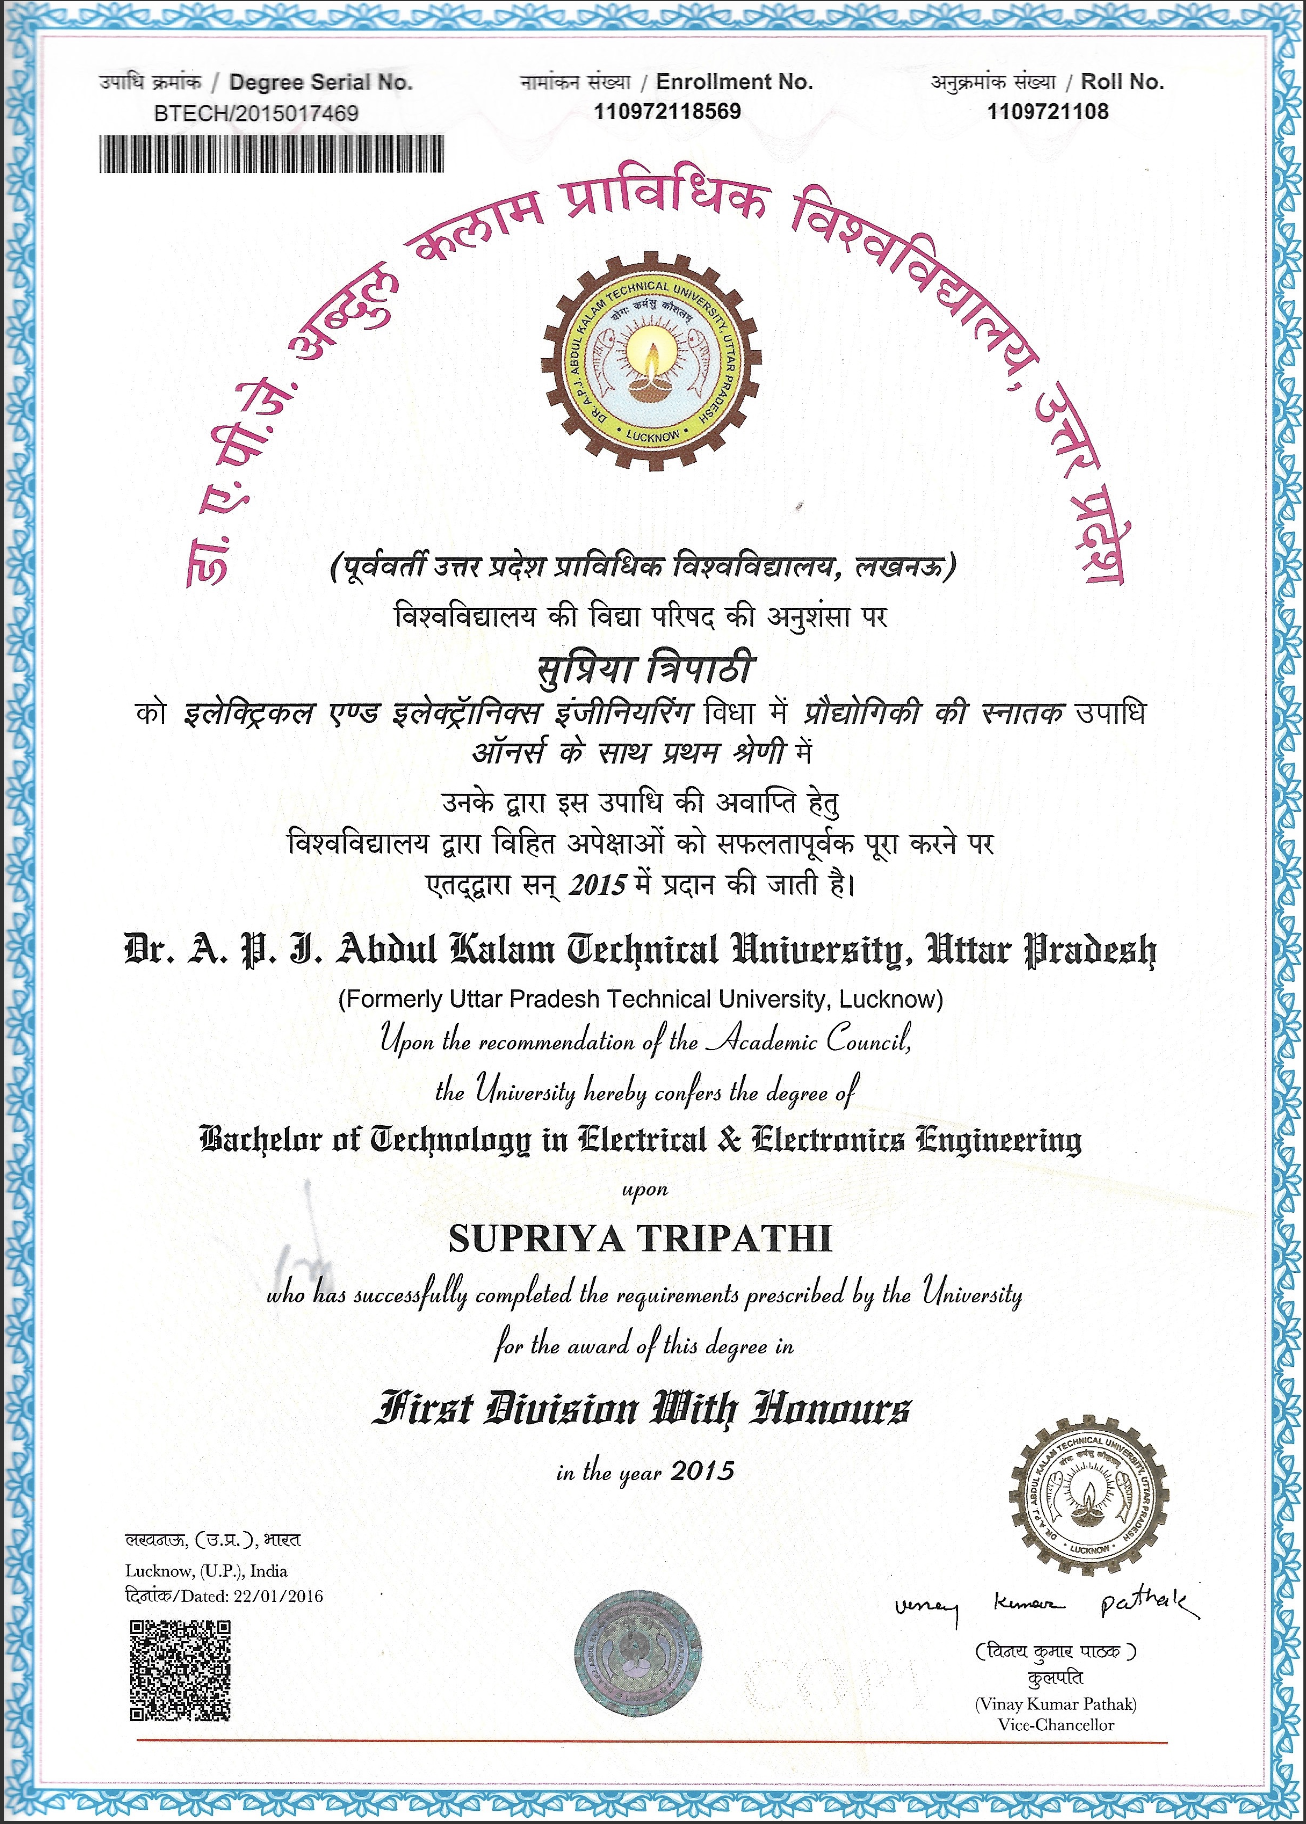 उपाधि क्रमांक / Degree Serial No.
BTECH/2015017469
नामांकन संख्या / Enrollment No.
110972118569
अनुक्रमांक संख्या / Roll No.
1109721108
डा. ए. पी. जे. अब्दुल कलाम प्राविधिक विश्वविद्यालय, उत्तर प्रदेश
DR. A.P.J. ABDUL KALAM TECHNICAL UNIVERSITY, UTTAR PRADESH
योगः कर्मसु कौशलम्
• LUCKNOW •
(पूर्ववर्ती उत्तर प्रदेश प्राविधिक विश्वविद्यालय, लखनऊ)
विश्वविद्यालय की विद्या परिषद की अनुशंसा पर
सुप्रिया त्रिपाठी
को इलेक्ट्रिकल एण्ड इलेक्ट्रॅानिक्स इंजीनियरिंग विधा में प्रौद्योगिकी की स्नातक उपाधि
ऑनर्स के साथ प्रथम श्रेणी में
उनके द्वारा इस उपाधि की अवाप्ति हेतु
विश्वविद्यालय द्वारा विहित अपेक्षाओं को सफलतापूर्वक पूरा करने पर
एतद्द्वारा सन् 2015 में प्रदान की जाती है।
Dr. A. P. J. Abdul Kalam Technical University, Uttar Pradesh
(Formerly Uttar Pradesh Technical University, Lucknow)
Upon the recommendation of the Academic Council,
the University hereby confers the degree of
Bachelor of Technology in Electrical & Electronics Engineering
upon
SUPRIYA TRIPATHI
who has successfully completed the requirements prescribed by the University
for the award of this degree in
First Division With Honours
in the year 2015
DR. A.P.J. ABDUL KALAM TECHNICAL UNIVERSITY, UTTAR PRADESH
योगः कर्मसु कौशलम्
• LUCKNOW •
लखनऊ, (उ.प्र.), भारत
Lucknow, (U.P.), India
दिनांक/Dated: 22/01/2016
vinay kumar pathak
(विनय कुमार पाठक )
कुलपति
(Vinay Kumar Pathak)
Vice-Chancellor